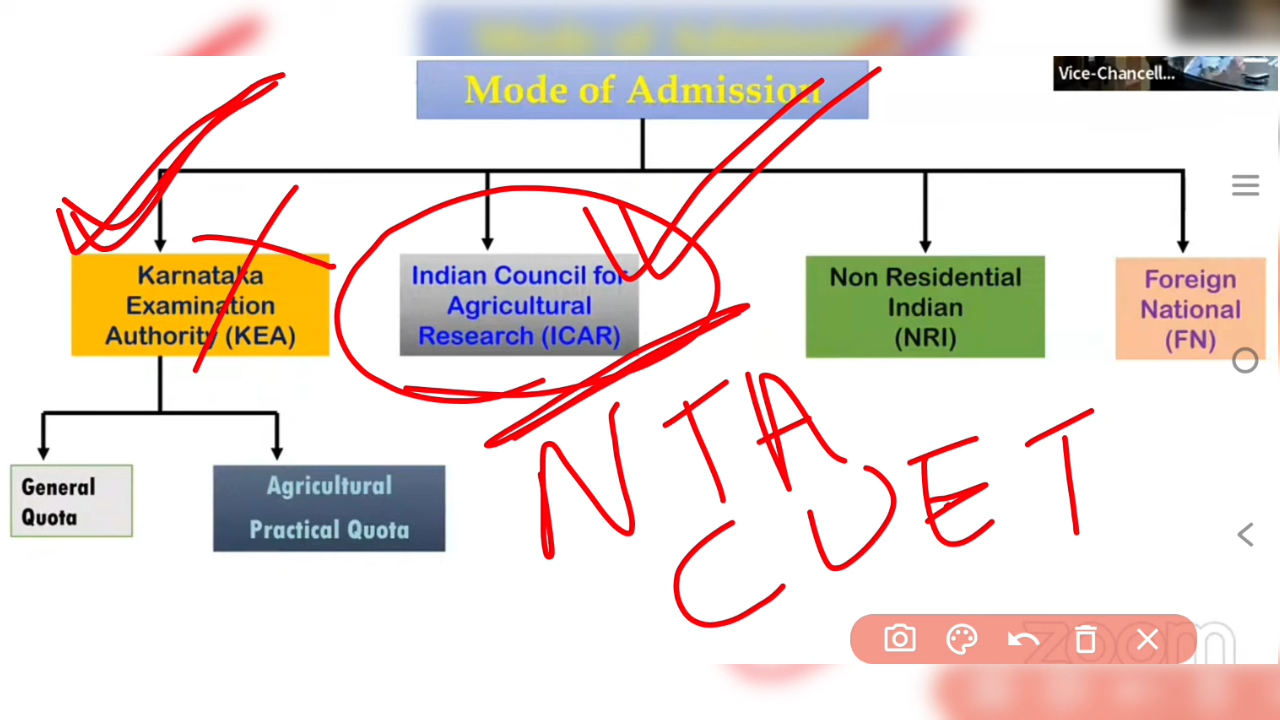 Mode of Admission
Vice-Chancell...
Karnataka
Examination
Authority (KEA)
Indian Council for
Agricultural
Research (ICAR)
Non Residential
Indian
(NRI)
Foreign
National
(FN)
General
Quota
Agricultural
Practical Quota
NTA
CUET
zoom